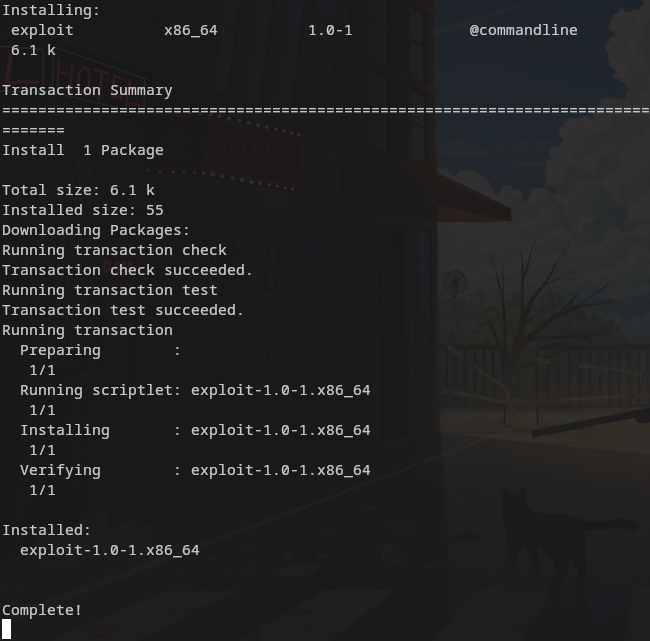 Installing:
exploit x86_64 1.0-1 @commandline
6.1 k
Transaction Summary
========================================================================
=======
Install 1 Package
Total size: 6.1 k
Installed size: 55
Downloading Packages:
Running transaction check
Transaction check succeeded.
Running transaction test
Transaction test succeeded.
Running transaction
Preparing :
1/1
Running scriptlet: exploit-1.0-1.x86_64
1/1
Installing : exploit-1.0-1.x86_64
1/1
Verifying : exploit-1.0-1.x86_64
1/1
Installed:
exploit-1.0-1.x86_64
Complete!
HOTEL